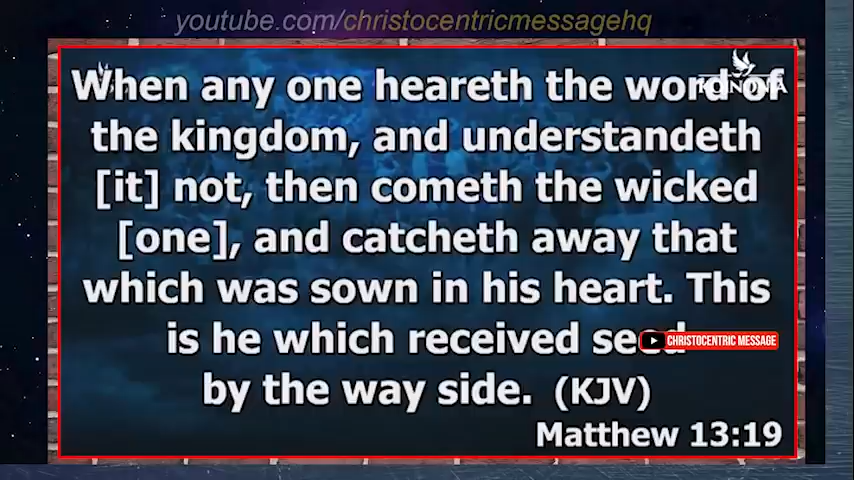 youtube.com/christocentricmessagehq
When any one heareth the word of
the kingdom, and understandeth
[it] not, then cometh the wicked
[one], and catcheth away that
which was sown in his heart. This
is he which received seed
CHRISTOCENTRIC MESSAGE
by the way side. (KJV)
Matthew 13:19